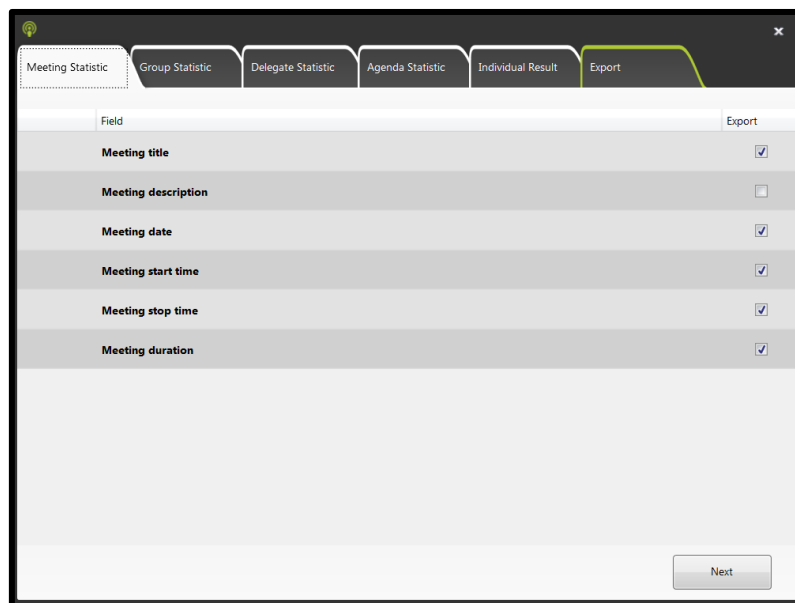 Meeting Statistic Group Statistic Delegate Statistic Agenda Statistic Individual Result Export
Field Export
Meeting title
Meeting description
Meeting date
Meeting start time
Meeting stop time
Meeting duration
Next